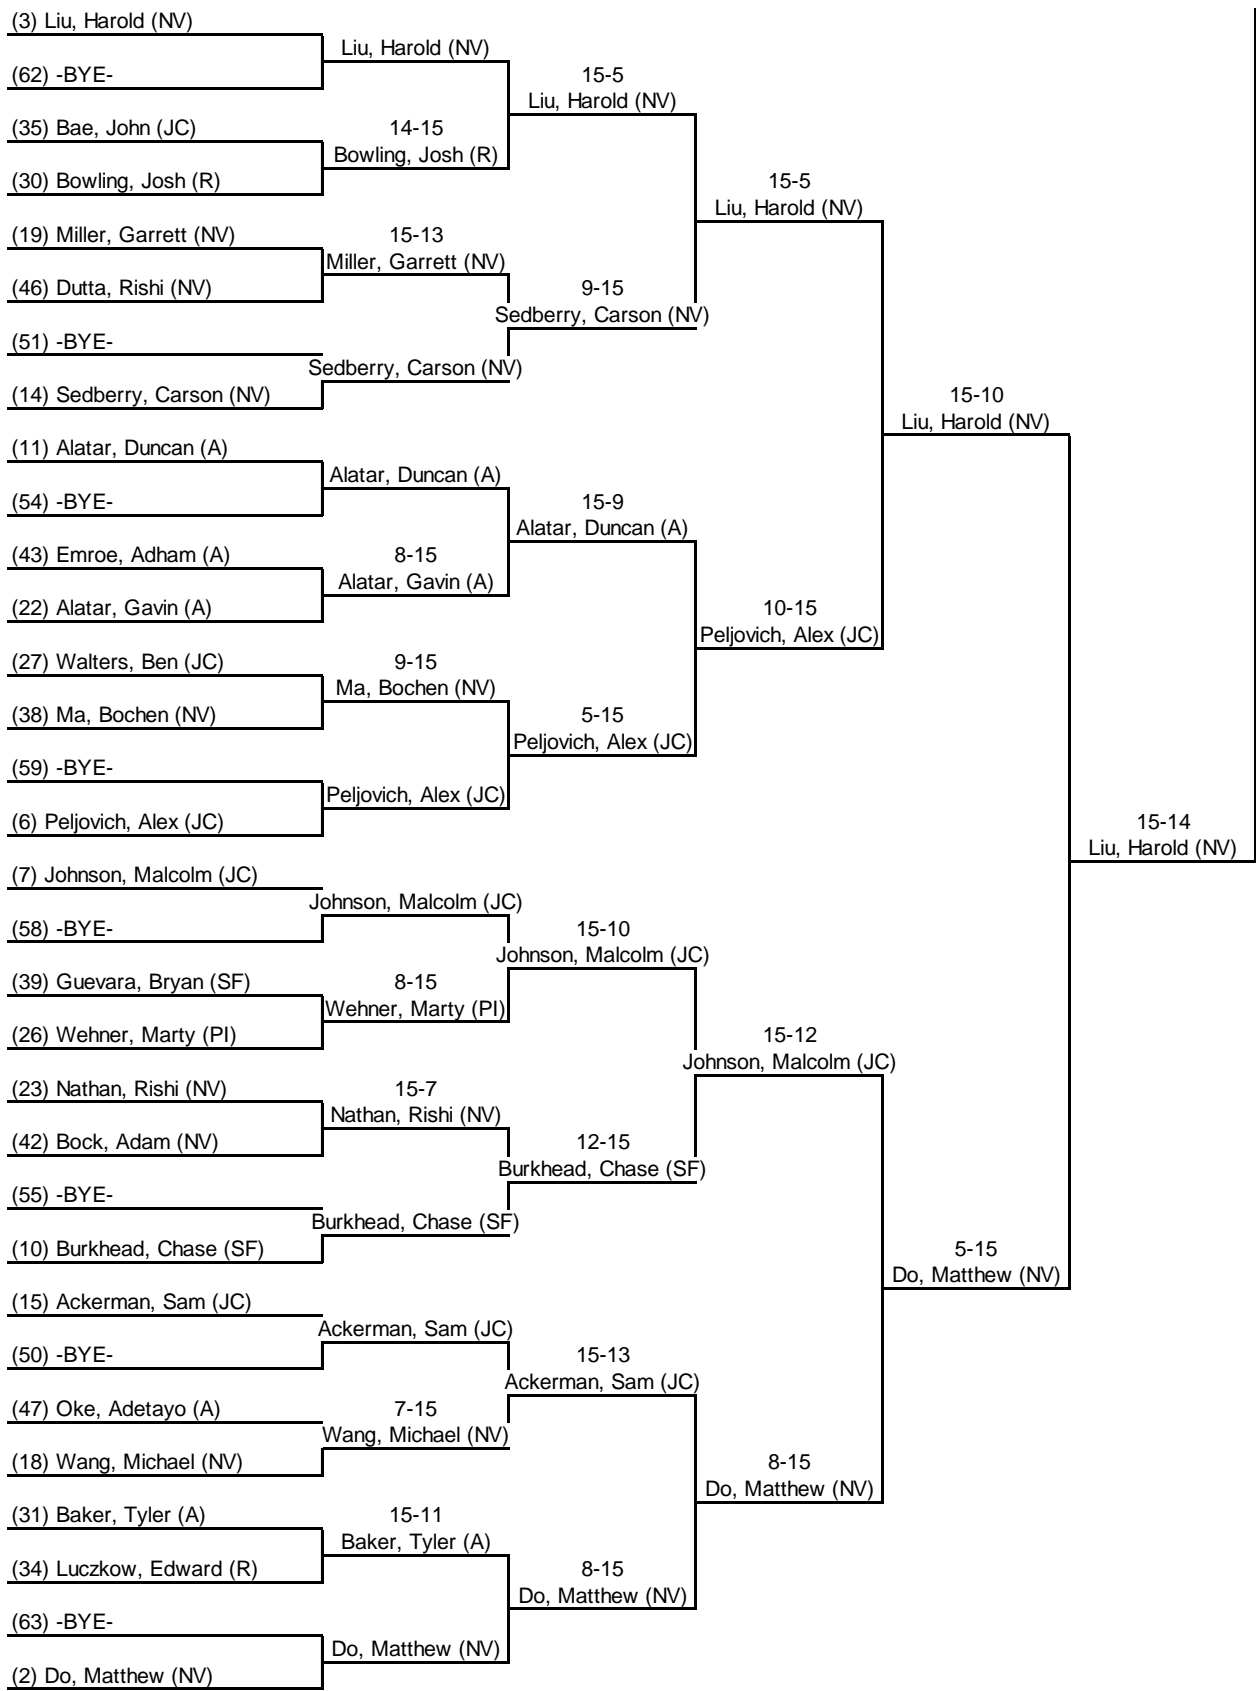 (3) Liu, Harold (NV)
Liu, Harold (NV)
(62) -BYE-
15-5
Liu, Harold (NV)
(35) Bae, John (JC)
14-15
Bowling, Josh (R)
(30) Bowling, Josh (R)
15-5
Liu, Harold (NV)
(19) Miller, Garrett (NV)
15-13
Miller, Garrett (NV)
(46) Dutta, Rishi (NV)
9-15
Sedberry, Carson (NV)
(51) -BYE-
Sedberry, Carson (NV)
(14) Sedberry, Carson (NV)
15-10
Liu, Harold (NV)
(11) Alatar, Duncan (A)
Alatar, Duncan (A)
(54) -BYE-
15-9
Alatar, Duncan (A)
(43) Emroe, Adham (A)
8-15
Alatar, Gavin (A)
(22) Alatar, Gavin (A)
10-15
Peljovich, Alex (JC)
(27) Walters, Ben (JC)
9-15
Ma, Bochen (NV)
(38) Ma, Bochen (NV)
5-15
Peljovich, Alex (JC)
(59) -BYE-
Peljovich, Alex (JC)
(6) Peljovich, Alex (JC)
15-14
Liu, Harold (NV)
(7) Johnson, Malcolm (JC)
Johnson, Malcolm (JC)
(58) -BYE-
15-10
Johnson, Malcolm (JC)
(39) Guevara, Bryan (SF)
8-15
Wehner, Marty (PI)
(26) Wehner, Marty (PI)
15-12
Johnson, Malcolm (JC)
(23) Nathan, Rishi (NV)
15-7
Nathan, Rishi (NV)
(42) Bock, Adam (NV)
12-15
Burkhead, Chase (SF)
(55) -BYE-
Burkhead, Chase (SF)
(10) Burkhead, Chase (SF)
5-15
Do, Matthew (NV)
(15) Ackerman, Sam (JC)
Ackerman, Sam (JC)
(50) -BYE-
15-13
Ackerman, Sam (JC)
(47) Oke, Adetayo (A)
7-15
Wang, Michael (NV)
(18) Wang, Michael (NV)
8-15
Do, Matthew (NV)
(31) Baker, Tyler (A)
15-11
Baker, Tyler (A)
(34) Luczkow, Edward (R)
8-15
Do, Matthew (NV)
(63) -BYE-
Do, Matthew (NV)
(2) Do, Matthew (NV)